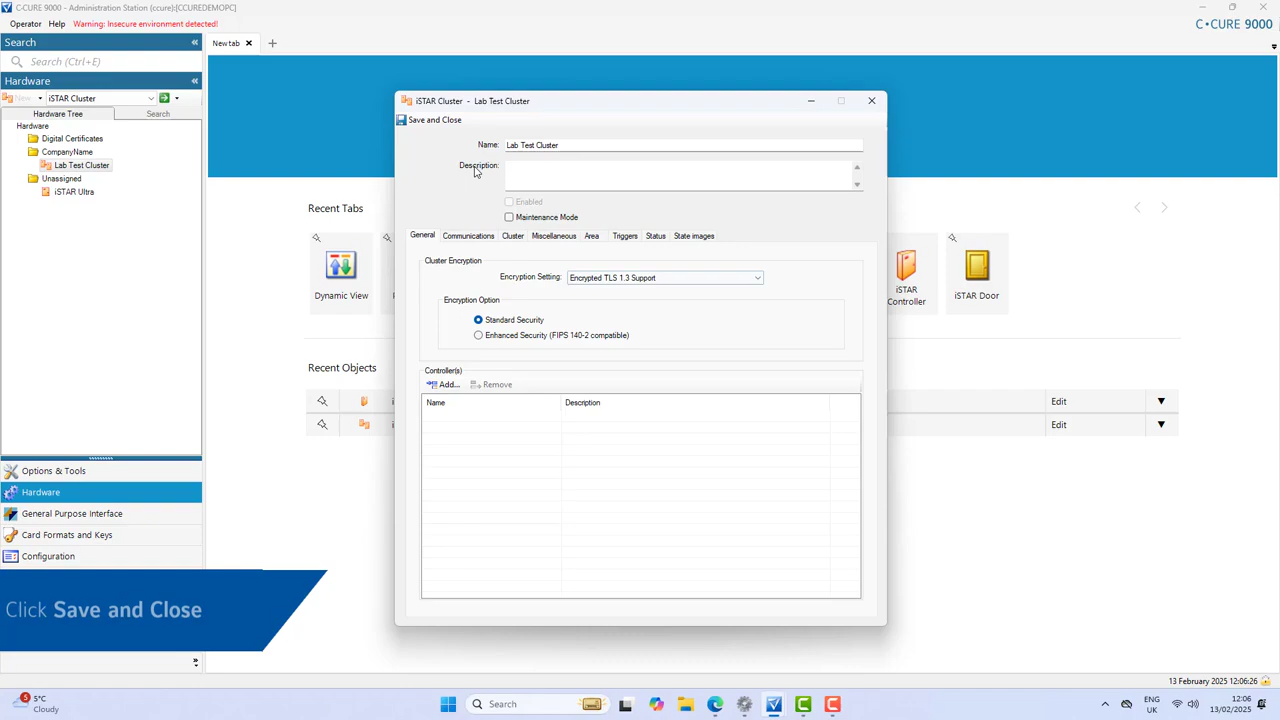 C-CURE 9000 - Administration Station (ccure):[CCUREDEMOPC]
Operator Help Warning: Insecure environment detected!
C•CURE 9000
Search
New tab
Search (Ctrl+E)
Hardware
New
iSTAR Cluster
Hardware Tree
Search
Hardware
Digital Certificates
CompanyName
Lab Test Cluster
Unassigned
iSTAR Ultra
Options & Tools
Hardware
General Purpose Interface
Card Formats and Keys
Configuration
Click Save and Close
Recent Tabs
Dynamic View
iSTAR Controller
iSTAR Door
Recent Objects
Edit
Edit
iSTAR Cluster - Lab Test Cluster
Save and Close
Name: Lab Test Cluster
Description:
Enabled
Maintenance Mode
General Communications Cluster Miscellaneous Area Triggers Status State images
Cluster Encryption
Encryption Setting: Encrypted TLS 1.3 Support
Encryption Option
Standard Security
Enhanced Security (FIPS 140-2 compatible)
Controller(s)
Add... Remove
Name Description
13 February 2025 12:06:26
5
5°C
Cloudy
Search
ENG
UK
12:06
13/02/2025